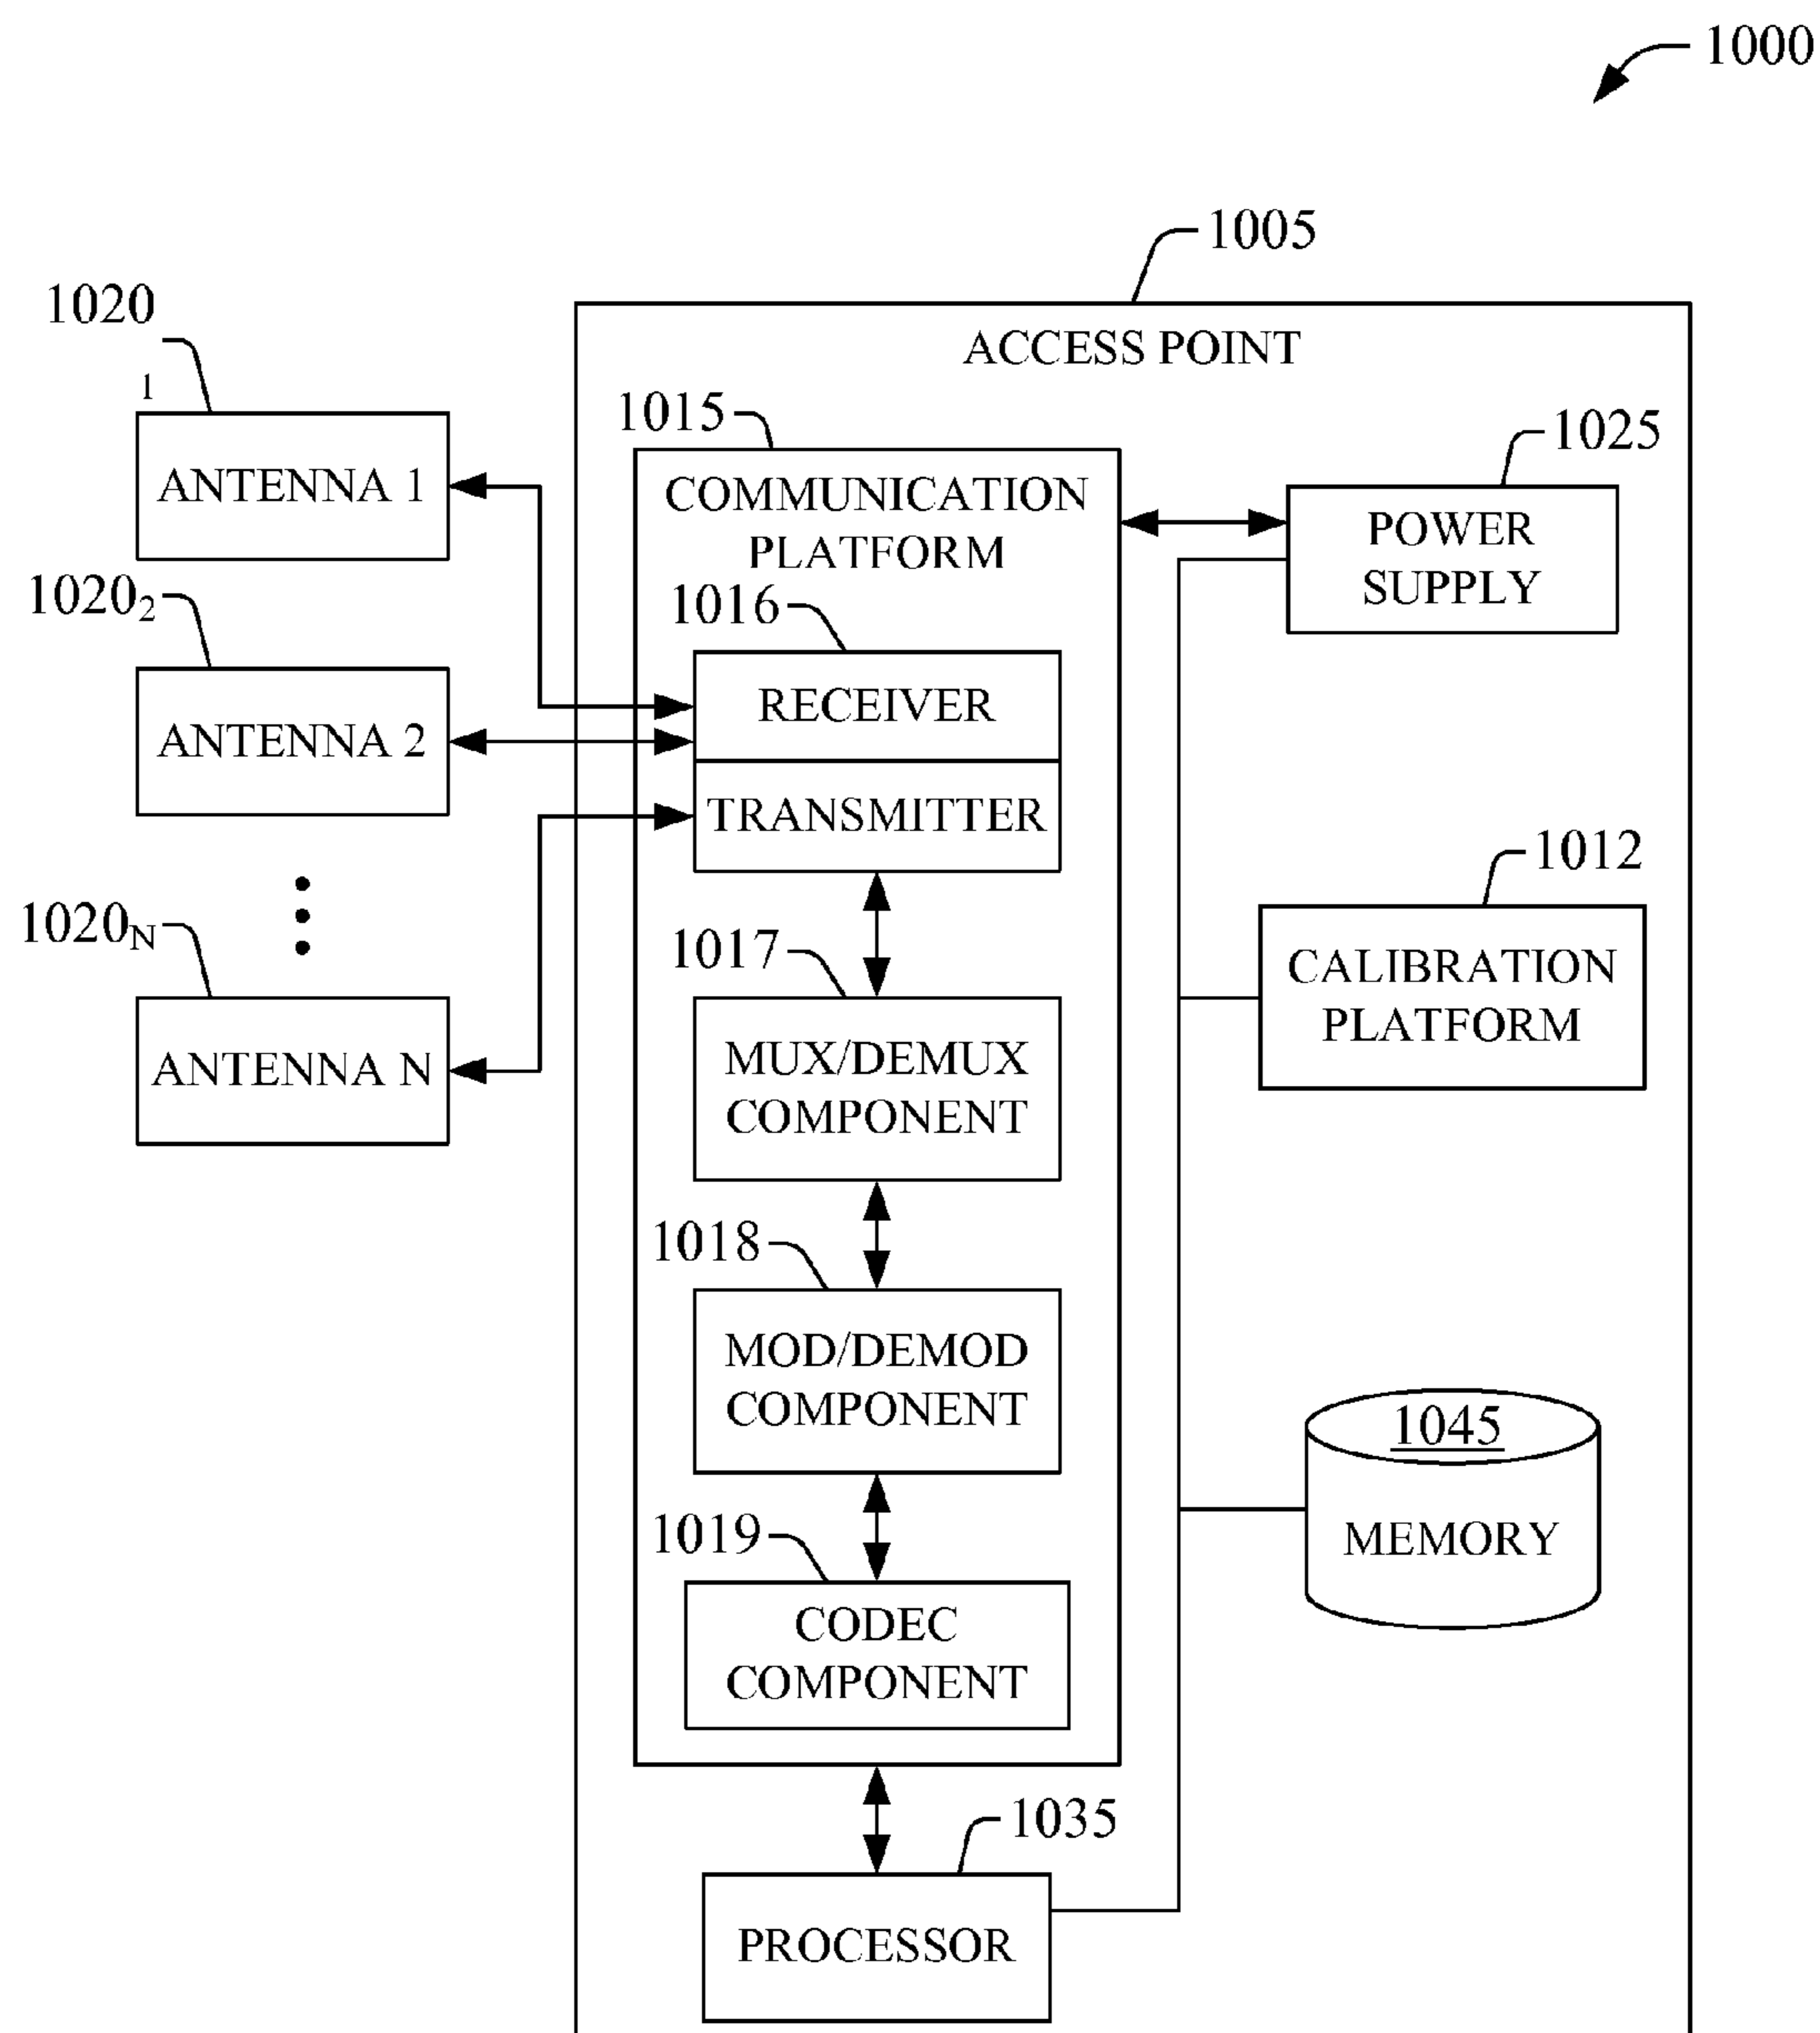 1000
1005
ACCESS POINT
1020
1
ANTENNA 1
1020₂
ANTENNA 2
1020N
ANTENNA N
1015
COMMUNICATION
PLATFORM
1016
RECEIVER
TRANSMITTER
1017
MUX/DEMUX
COMPONENT
1018
MOD/DEMOD
COMPONENT
1019
CODEC
COMPONENT
1025
POWER
SUPPLY
1012
CALIBRATION
PLATFORM
1045
MEMORY
1035
PROCESSOR